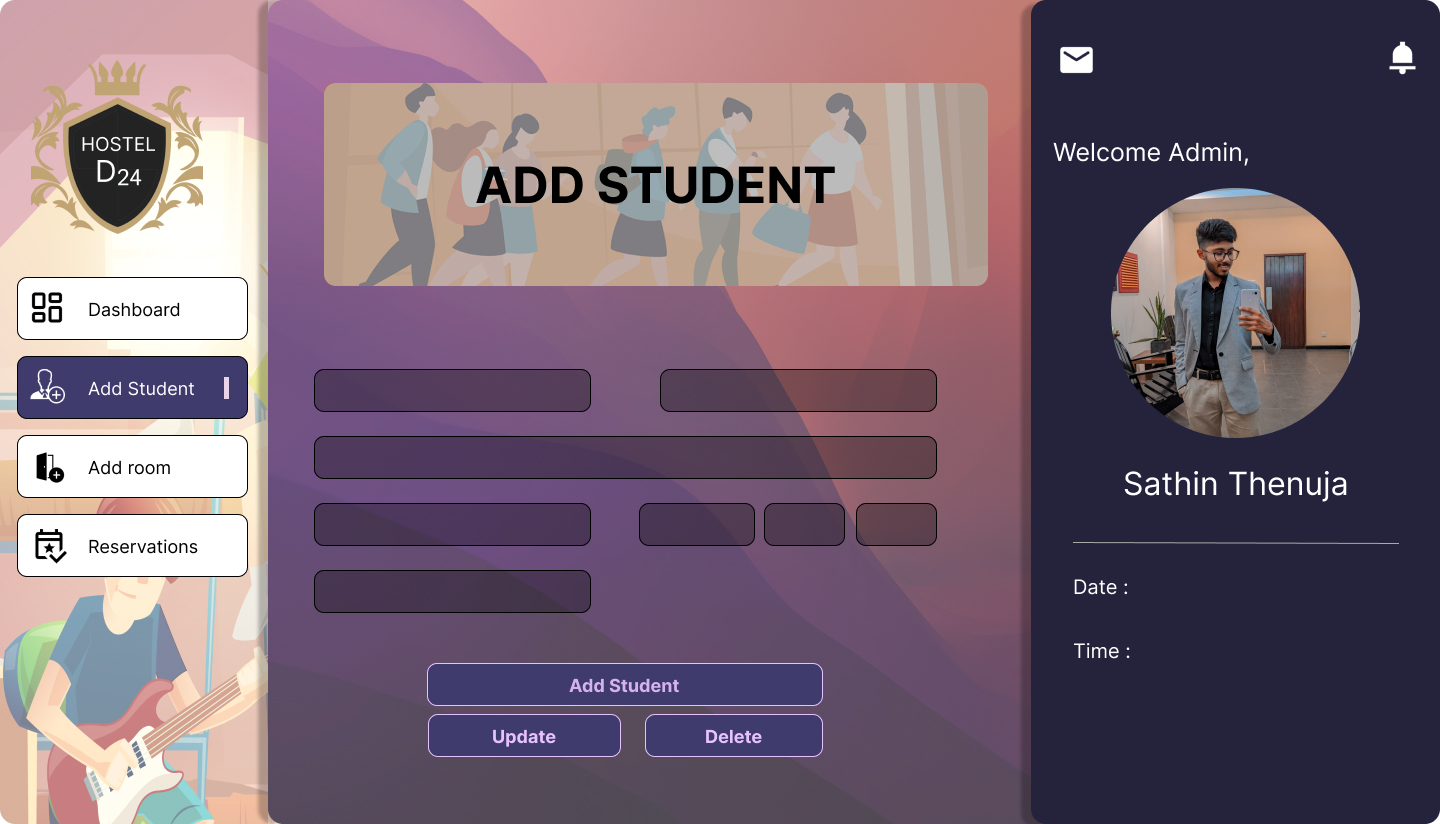 HOSTEL
D24
Dashboard
Add Student
Add room
Reservations
ADD STUDENT
Add Student
Update
Delete
Welcome Admin,
Sathin Thenuja
Date :
Time :